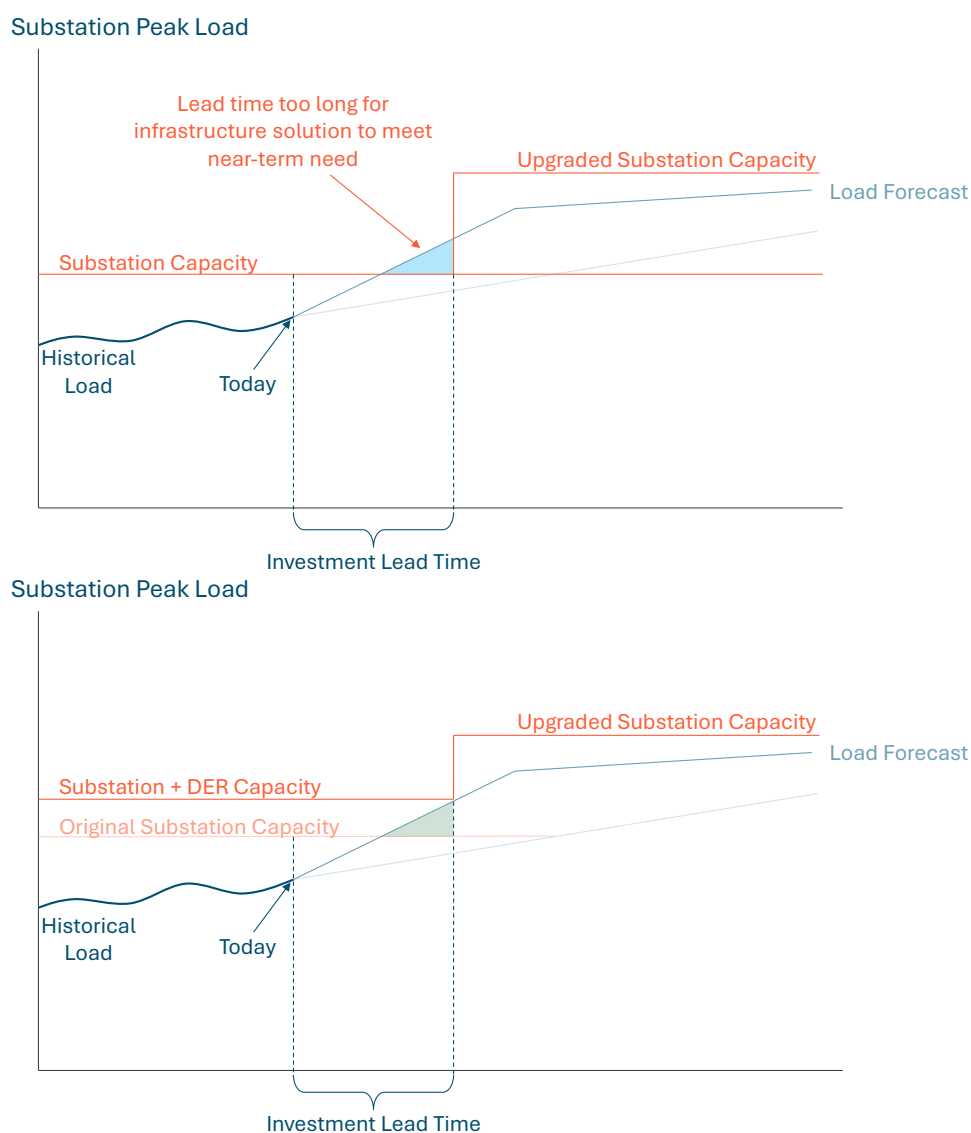 Substation Peak Load
Lead time too long for
infrastructure solution to meet
near-term need
Upgraded Substation Capacity
Load Forecast
Substation Capacity
Historical
Load
Today
Investment Lead Time
Substation Peak Load
Upgraded Substation Capacity
Load Forecast
Substation + DER Capacity
Original Substation Capacity
Historical
Load
Today
Investment Lead Time